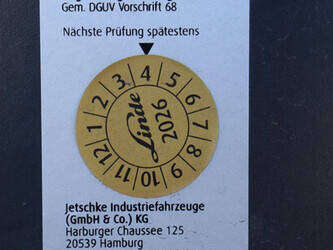 Gem. DGUV Vorschrift 68
Nächste Prüfung spätestens
1 2 3 4 5 6 7 8 9 10 11 12
Linde
2026
Jetschke Industriefahrzeuge
(GmbH & Co.) KG
Harburger Chaussee 125
20539 Hamburg